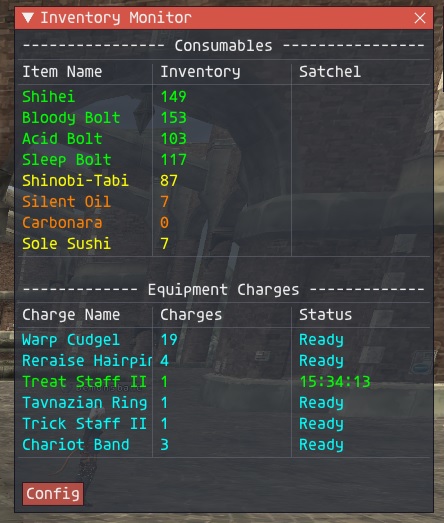 ▼ Inventory Monitor
---------------- Consumables ----------------
Item Name Inventory Satchel
Shihei 149
Bloody Bolt 153
Acid Bolt 103
Sleep Bolt 117
Shinobi-Tabi 87
Silent Oil 7
Carbonara 0
Sole Sushi 7
------------- Equipment Charges -------------
Charge Name Charges Status
Warp Cudgel 19 Ready
Reraise Hairpin 4 Ready
Treat Staff II 1 15:34:13
Tavnazian Ring 1 Ready
Trick Staff II 1 Ready
Chariot Band 3 Ready
Config